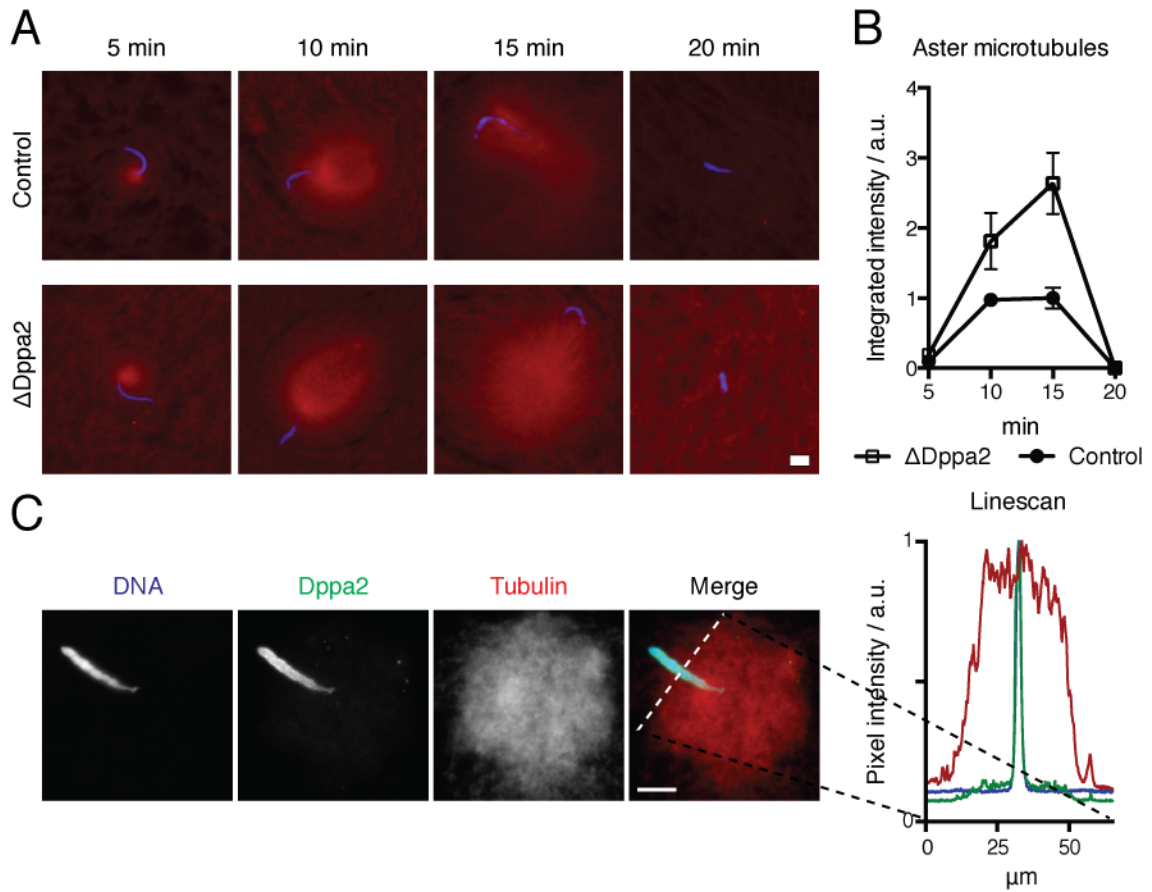 A
5 min 10 min 15 min 20 min
Control
ΔDppa2
B
Aster microtubules
Integrated intensity / a.u.
4
3
2
1
0
5 10 15 20
min
ΔDppa2 Control
C
DNA Dppa2 Tubulin Merge
Linescan
Pixel intensity / a.u.
1
0
0 25 50
µm